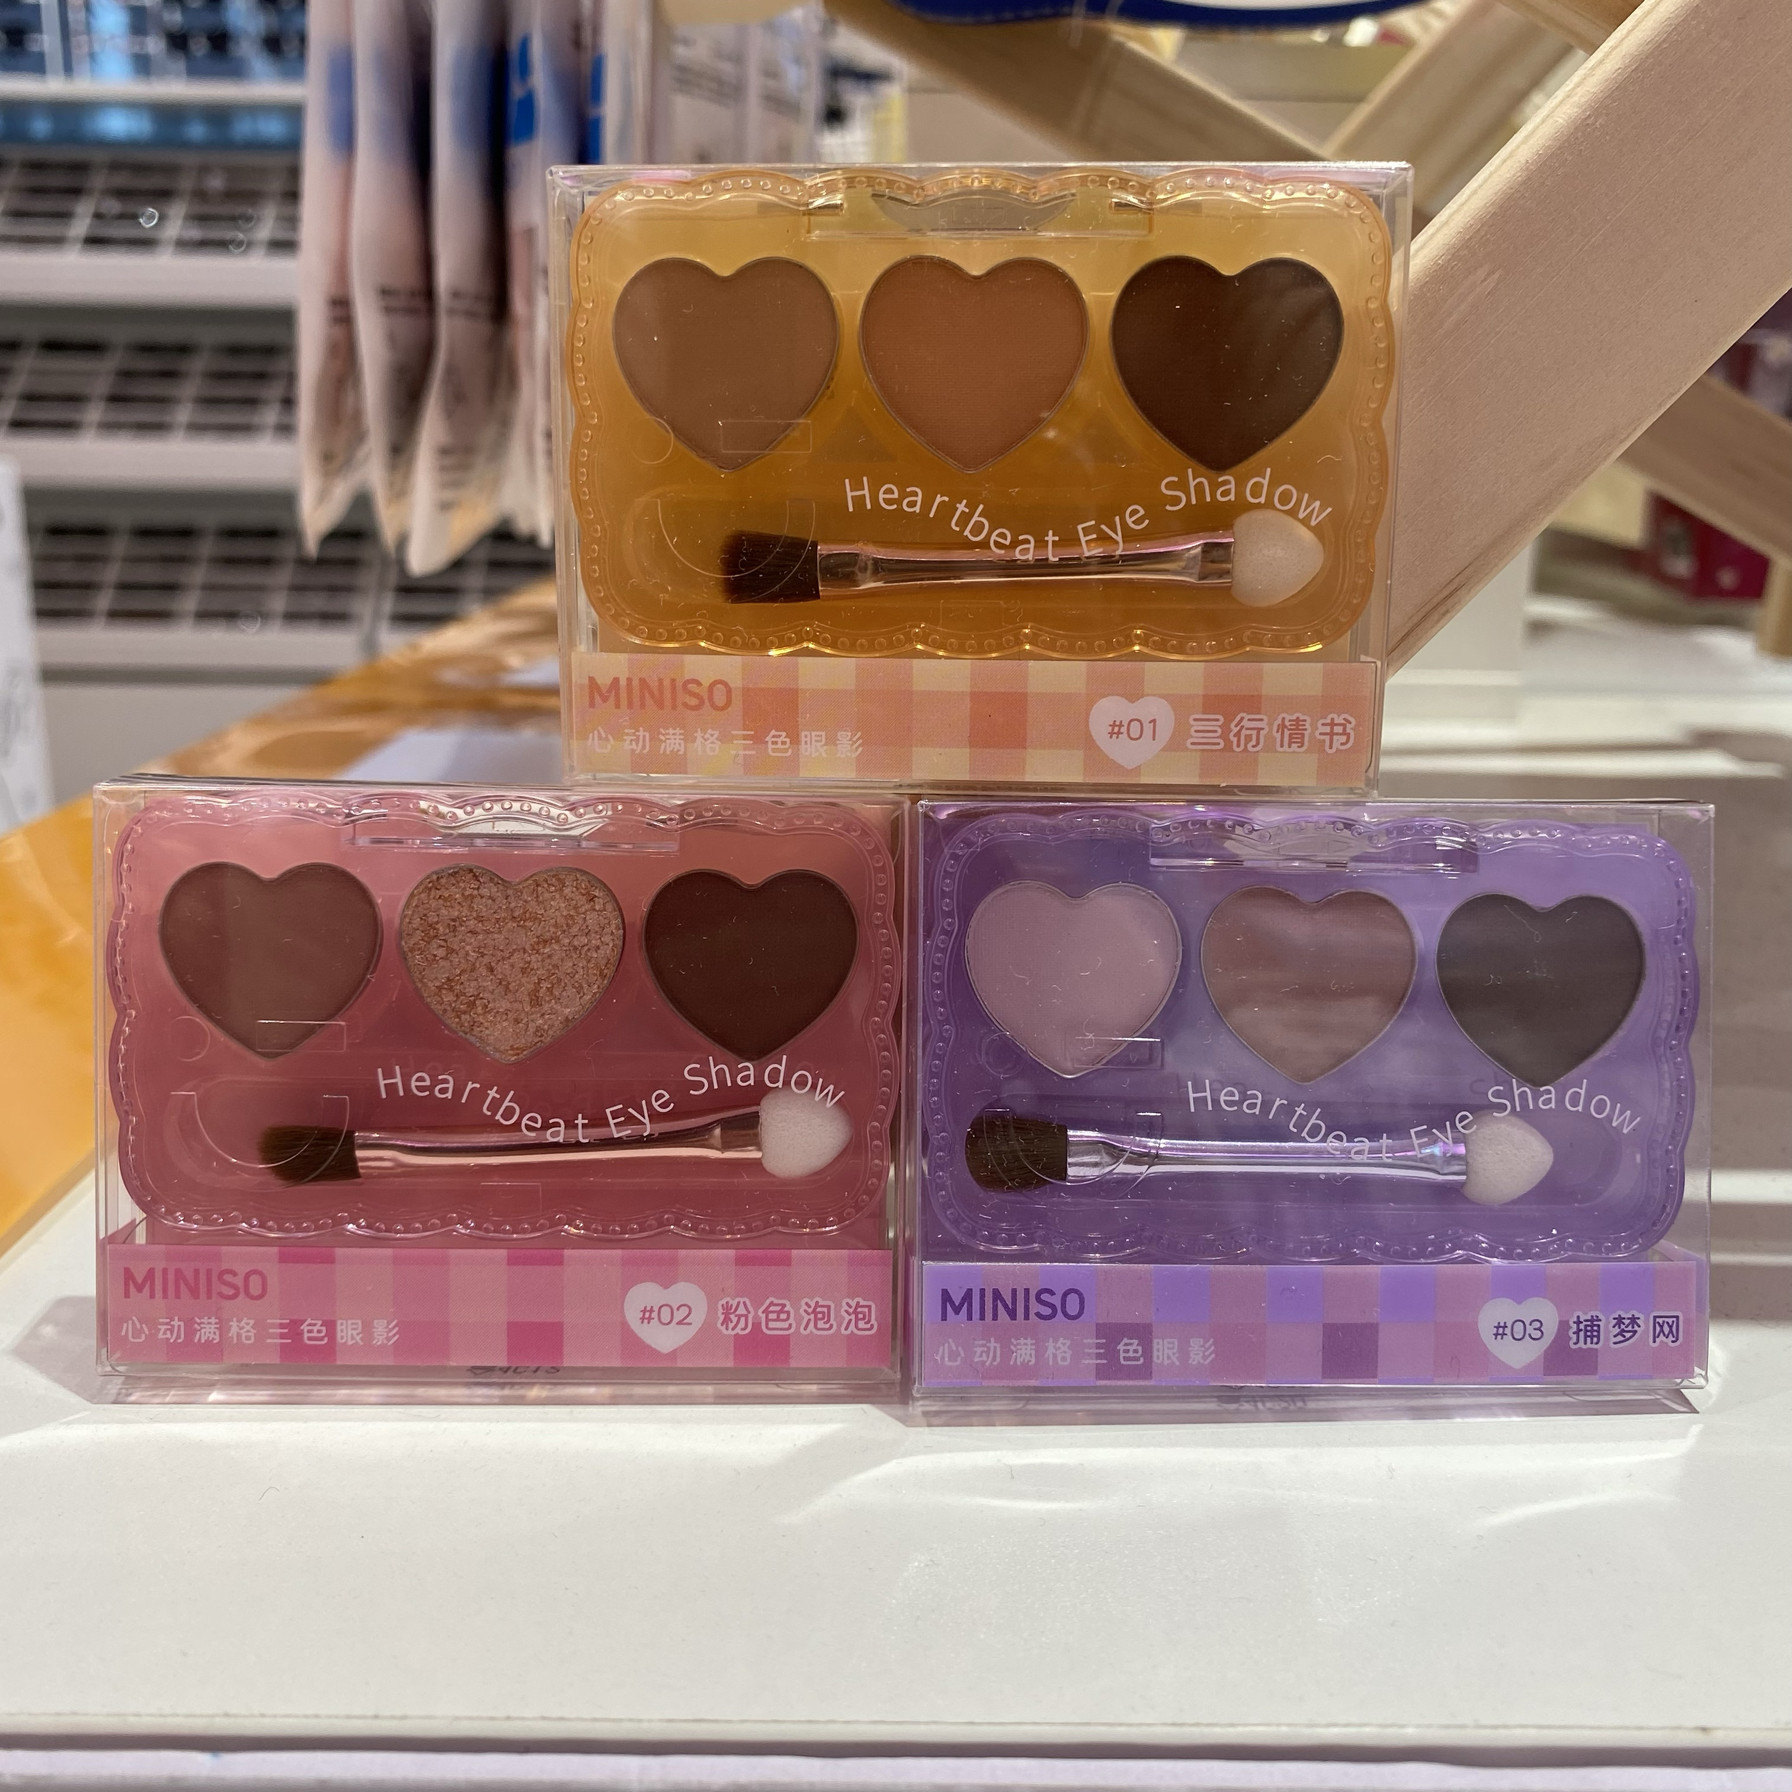 Heartbeat Eye Shadow
MINISO
心动满格三色眼影
#01 三行情书
Heartbeat Eye Shadow
MINISO
心动满格三色眼影
#02 粉色泡泡
Heartbeat Eye Shadow
MINISO
心动满格三色眼影
#03 捕梦网